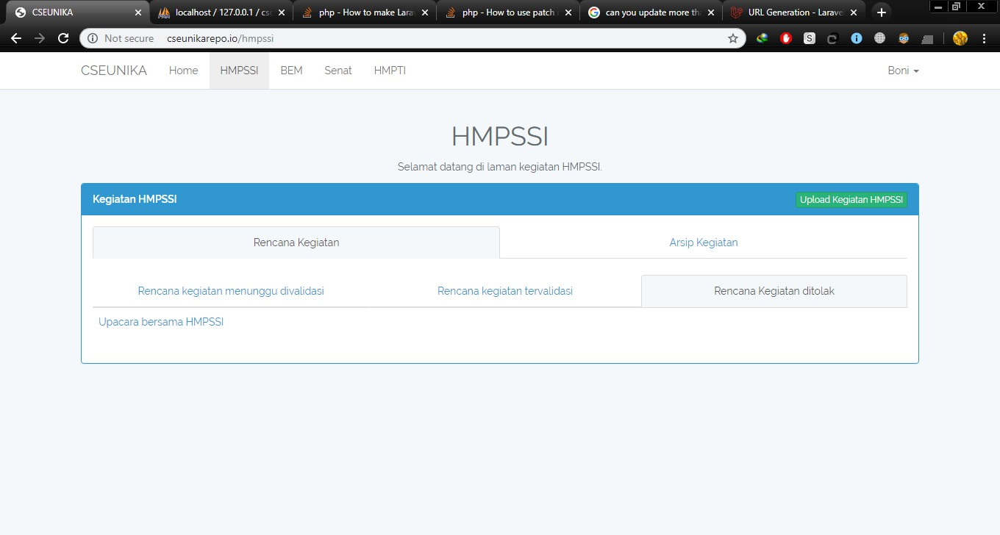 CSEUNIKA
localhost / 127.0.0.1 / cse
php - How to make Lara
php - How to use patch
can you update more tha
URL Generation - Laravel
Not secure cseunikarepo.io/hmpssi
CSEUNIKA Home HMPSSI BEM Senat HMPTI Boni
HMPSSI
Selamat datang di laman kegiatan HMPSSI.
Kegiatan HMPSSI Upload Kegiatan HMPSSI
Rencana Kegiatan Arsip Kegiatan
Rencana kegiatan menunggu divalidasi Rencana kegiatan tervalidasi Rencana Kegiatan ditolak
Upacara bersama HMPSSI